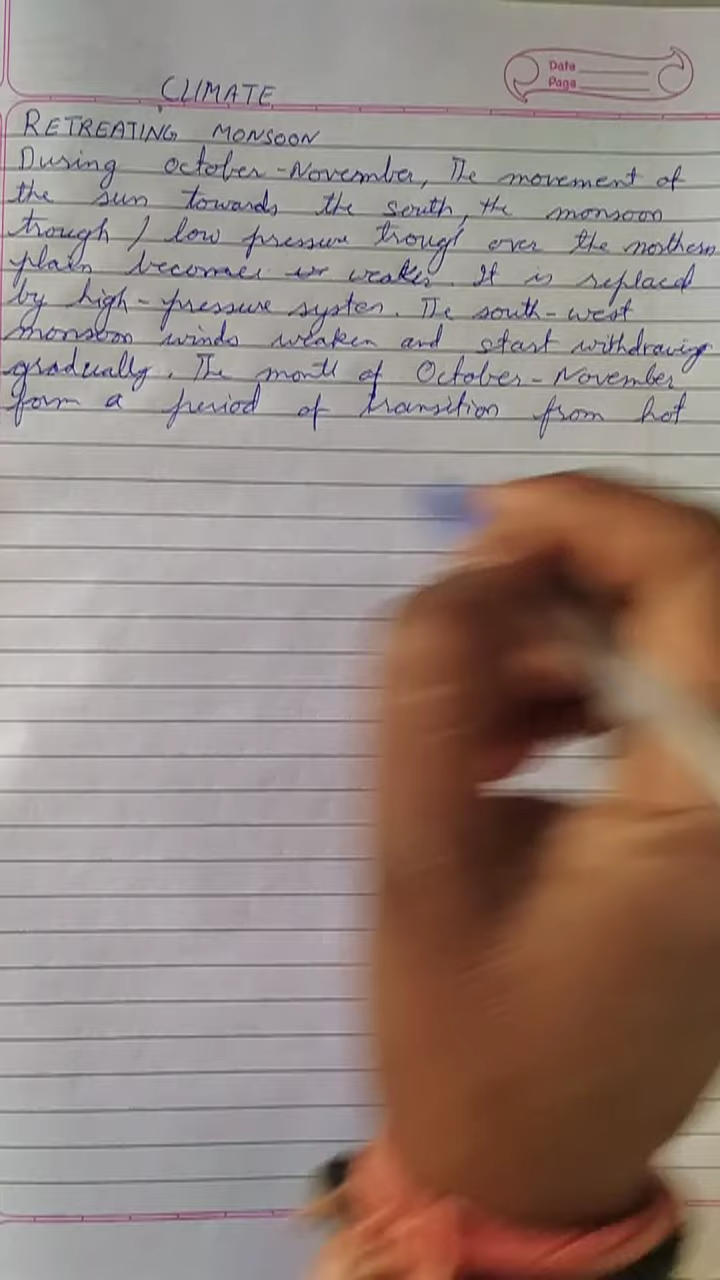 Date
Page
CLIMATE
RETREATING MONSOON
During October-November, The movement of
the sun towards the south, the monsoon
trough / low pressure trough over the northern
plain becomes weaker. It is replaced
by high-pressure system. The south-west
monsoon winds weaken and start withdrawing
gradually. The month of October-November
form a period of transition from hot